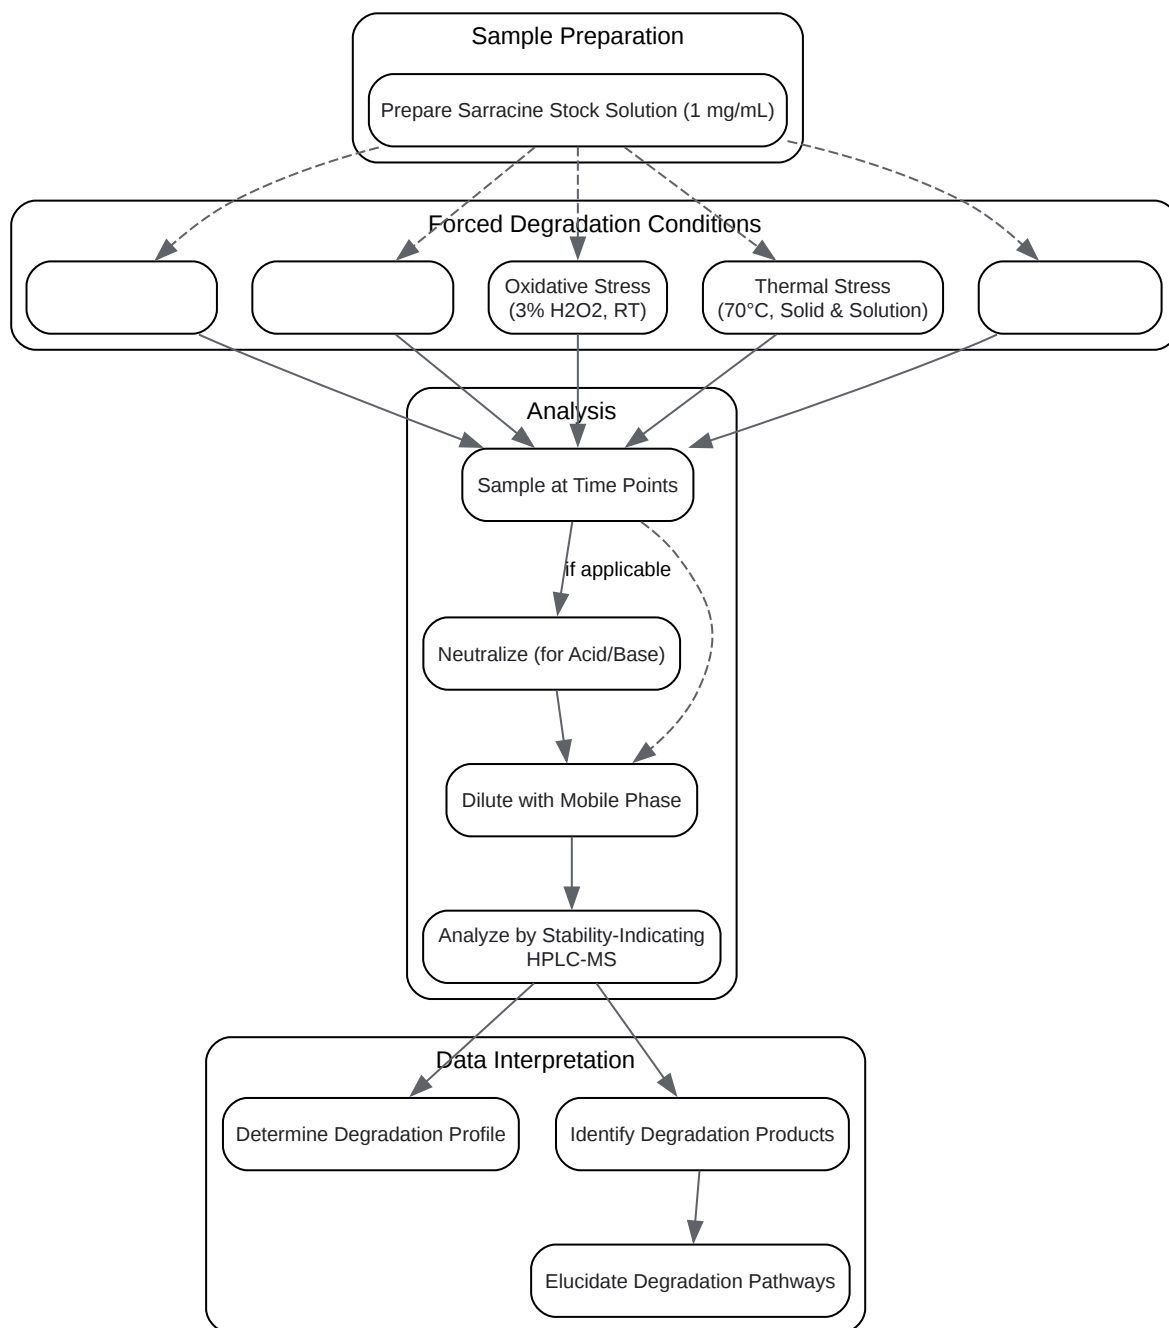 Sample Preparation
Prepare Sarracine Stock Solution (1 mg/mL)
Forced Degradation Conditions
Oxidative Stress
(3% H2O2, RT)
Thermal Stress
(70°C, Solid & Solution)
Analysis
Sample at Time Points
if applicable
Neutralize (for Acid/Base)
Dilute with Mobile Phase
Analyze by Stability-Indicating
HPLC-MS
Data Interpretation
Determine Degradation Profile
Identify Degradation Products
Elucidate Degradation Pathways